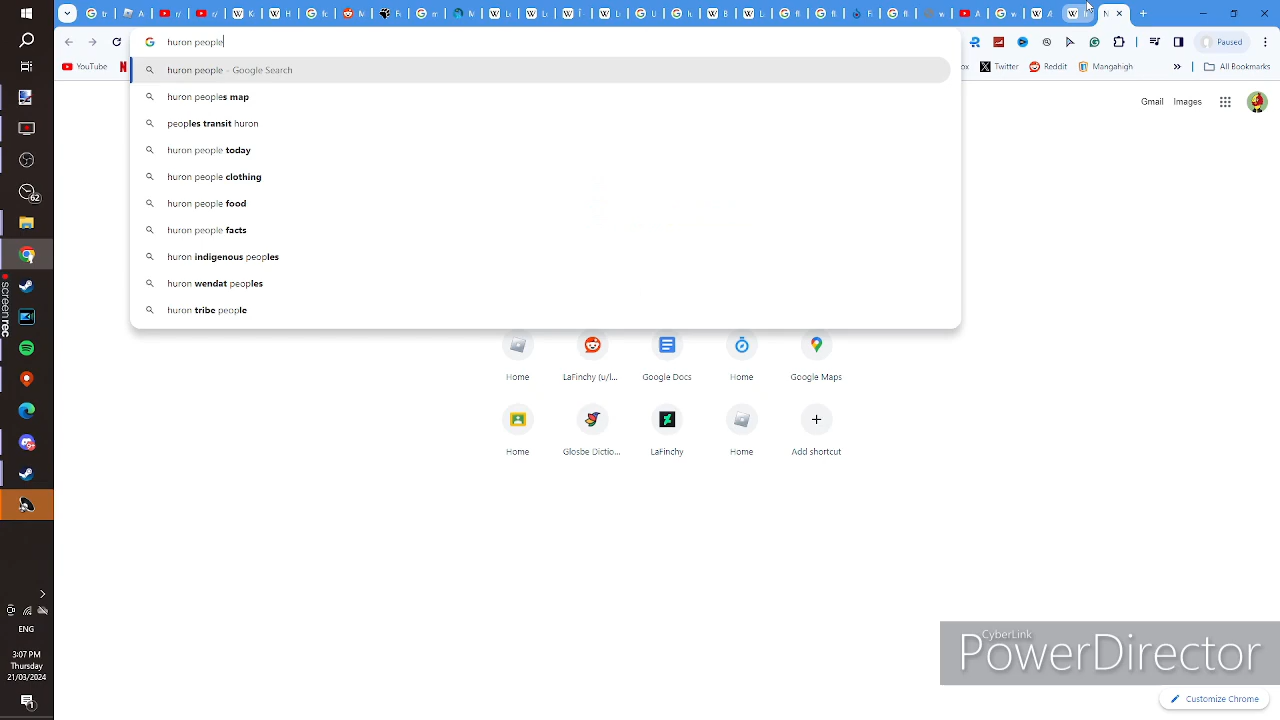 huron people
YouTube
Twitter
Reddit
Mangahigh
All Bookmarks
Paused
huron people - Google Search
huron peoples map
peoples transit huron
huron people today
huron people clothing
huron people food
huron people facts
huron indigenous peoples
huron wendat peoples
huron tribe people
Gmail
Images
Home
LaFinchy (u/l...
Google Docs
Home
Google Maps
Home
Glosbe Dictio...
LaFinchy
Home
Add shortcut
62
screenrec
ENG
3:07 PM
Thursday
21/03/2024
CyberLink
PowerDirector
Customize Chrome